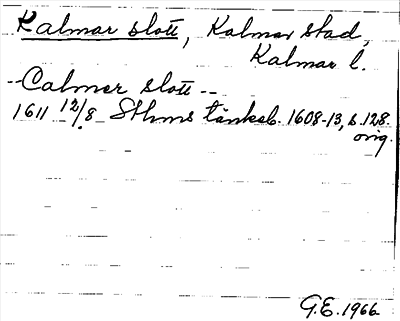 Kalmar slott, Kalmar stad,
Kalmar l.
-- Calmer slott --
1611 12/8 Sthms tänkeb. 1608-13, s. 128.
orig.
G.E. 1966